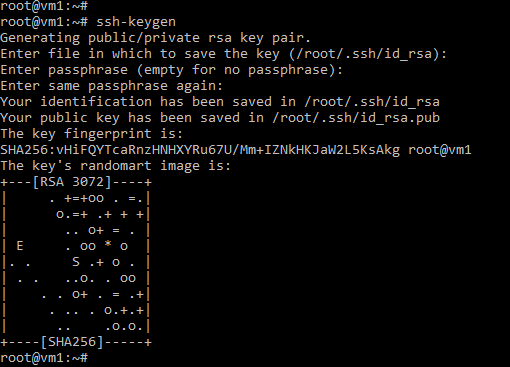 root@vm1:~#
root@vm1:~# ssh-keygen
Generating public/private rsa key pair.
Enter file in which to save the key (/root/.ssh/id_rsa):
Enter passphrase (empty for no passphrase):
Enter same passphrase again:
Your identification has been saved in /root/.ssh/id_rsa
Your public key has been saved in /root/.ssh/id_rsa.pub
The key fingerprint is:
SHA256:vHiFQYTcaRnzHNHXYRu67U/Mm+IZNkHKJaW2L5KsAkg root@vm1
The key's randomart image is:
+---[RSA 3072]----+
|     . +=+oo . =.|
|      o.=+ .+ + +|
|       .. o+ = . |
| E     . oo * o  |
|. .     S .+ o . |
| . .   ..o. . oo |
|    . . o+ . = .+|
|     . .. . o.+.+|
|      ..    .o.o.|
+----[SHA256]-----+
root@vm1:~#